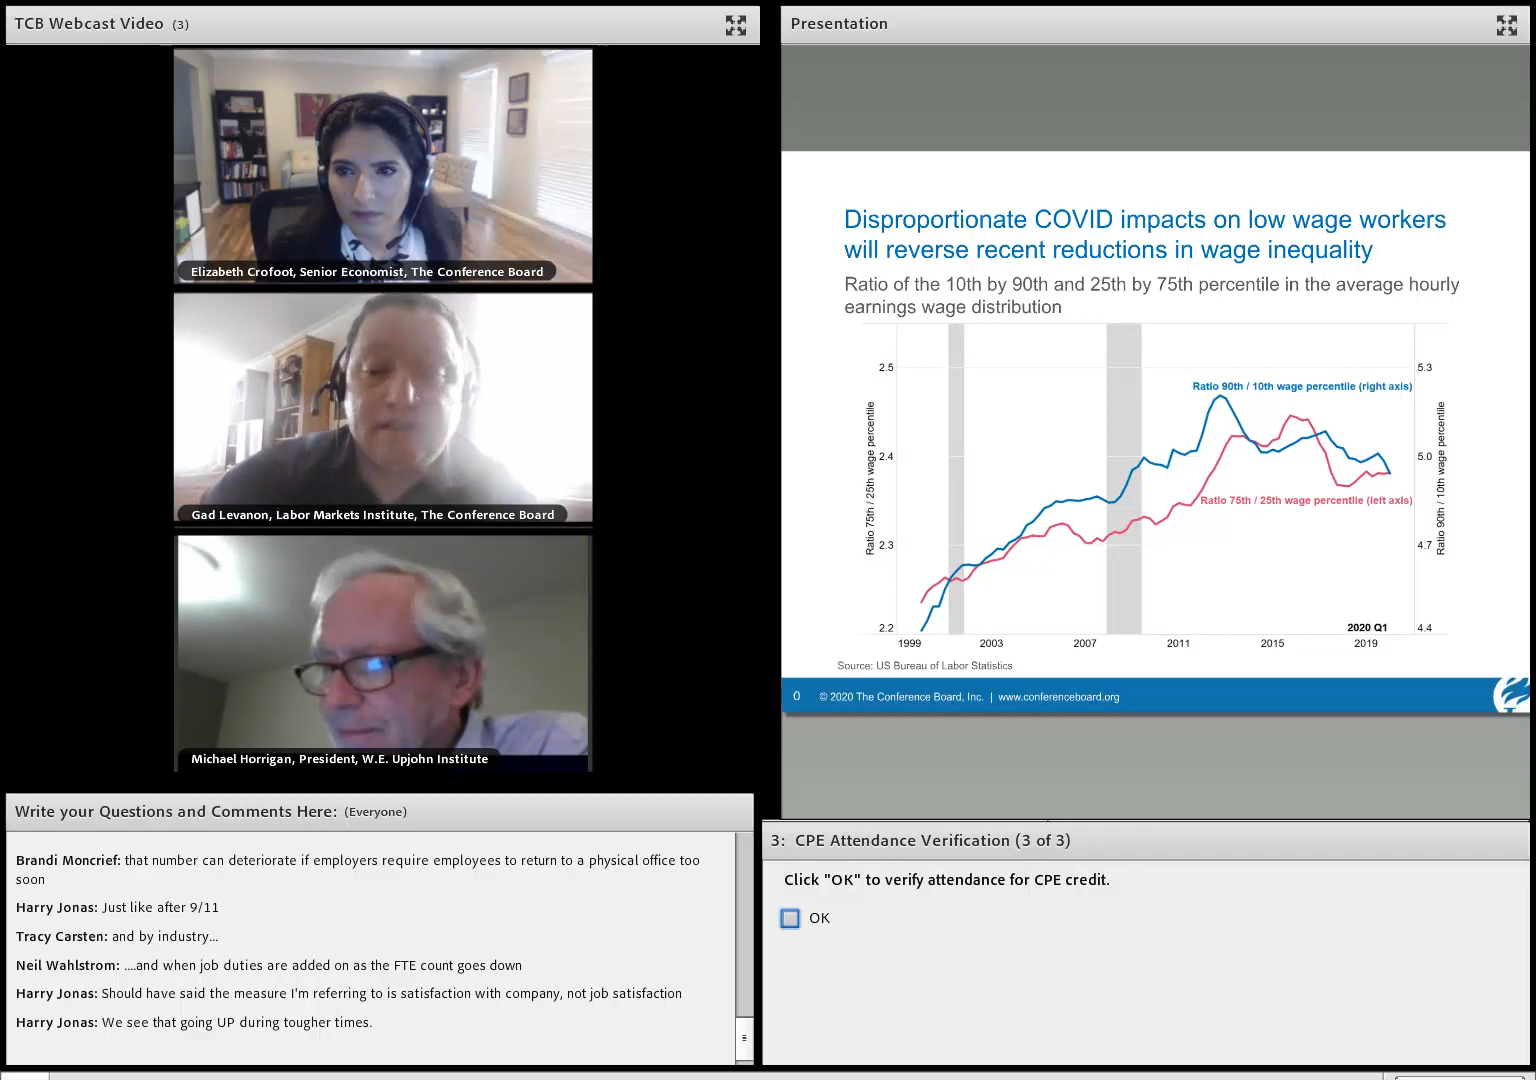 TCB Webcast Video (3)
Elizabeth Crofoot, Senior Economist, The Conference Board
Gad Levanon, Labor Markets Institute, The Conference Board
Michael Horrigan, President, W.E. Upjohn Institute
Presentation
Disproportionate COVID impacts on low wage workers
will reverse recent reductions in wage inequality
Ratio of the 10th by 90th and 25th by 75th percentile in the average hourly
earnings wage distribution
2.5
5.3
Ratio 90th / 10th wage percentile (right axis)
Ratio 75th / 25th wage percentile
Ratio 90th / 10th wage percentile
2.4
5.0
Ratio 75th / 25th wage percentile (left axis)
2.3
4.7
2020 Q1
2.2
4.4
1999 2003 2007 2011 2015 2019
Source: US Bureau of Labor Statistics
0 © 2020 The Conference Board, Inc. | www.conferenceboard.org
Write your Questions and Comments Here: (Everyone)
Brandi Moncrief: that number can deteriorate if employers require employees to return to a physical office too
soon
Harry Jonas: Just like after 9/11
Tracy Carsten: and by industry...
Neil Wahlstrom: ....and when job duties are added on as the FTE count goes down
Harry Jonas: Should have said the measure I'm referring to is satisfaction with company, not job satisfaction
Harry Jonas: We see that going UP during tougher times.
3: CPE Attendance Verification (3 of 3)
Click "OK" to verify attendance for CPE credit.
OK